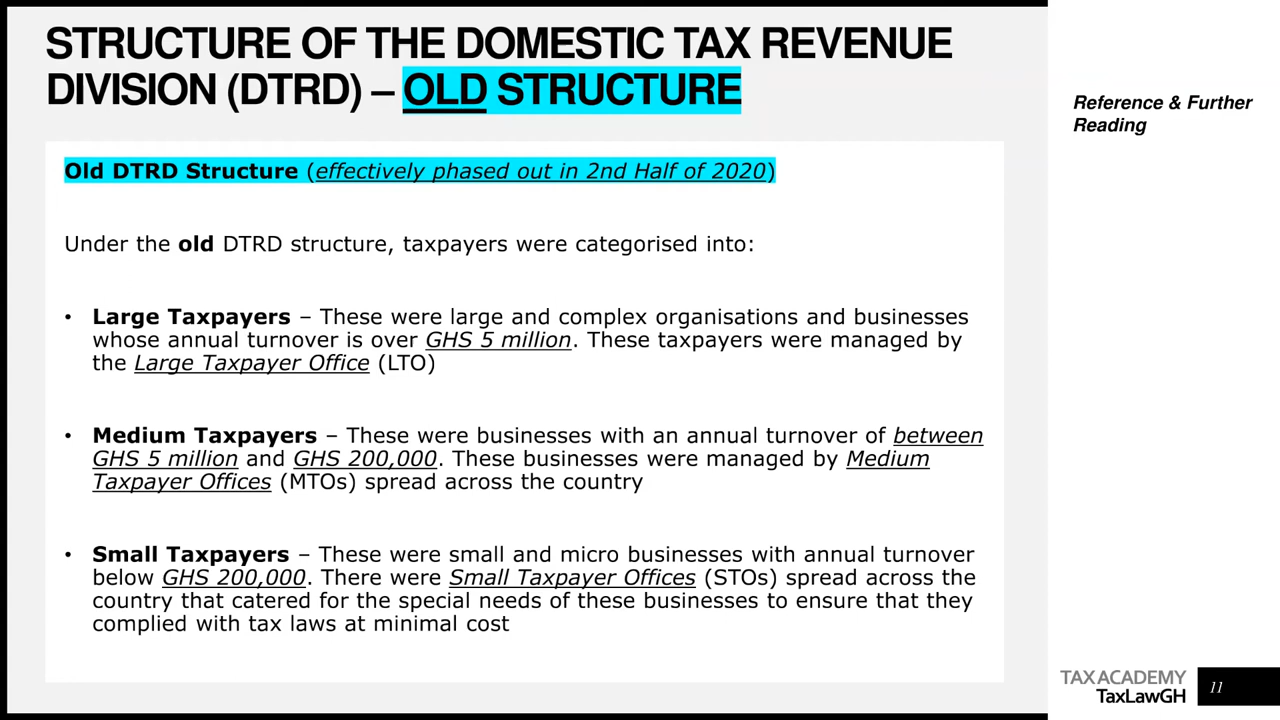 STRUCTURE OF THE DOMESTIC TAX REVENUE
DIVISION (DTRD) – OLD STRUCTURE
Old DTRD Structure (effectively phased out in 2nd Half of 2020)
Under the old DTRD structure, taxpayers were categorised into:
• Large Taxpayers – These were large and complex organisations and businesses
whose annual turnover is over GHS 5 million. These taxpayers were managed by
the Large Taxpayer Office (LTO)
• Medium Taxpayers – These were businesses with an annual turnover of between
GHS 5 million and GHS 200,000. These businesses were managed by Medium
Taxpayer Offices (MTOs) spread across the country
• Small Taxpayers – These were small and micro businesses with annual turnover
below GHS 200,000. There were Small Taxpayer Offices (STOs) spread across the
country that catered for the special needs of these businesses to ensure that they
complied with tax laws at minimal cost
Reference & Further
Reading
TAX ACADEMY
TaxLawGH
11